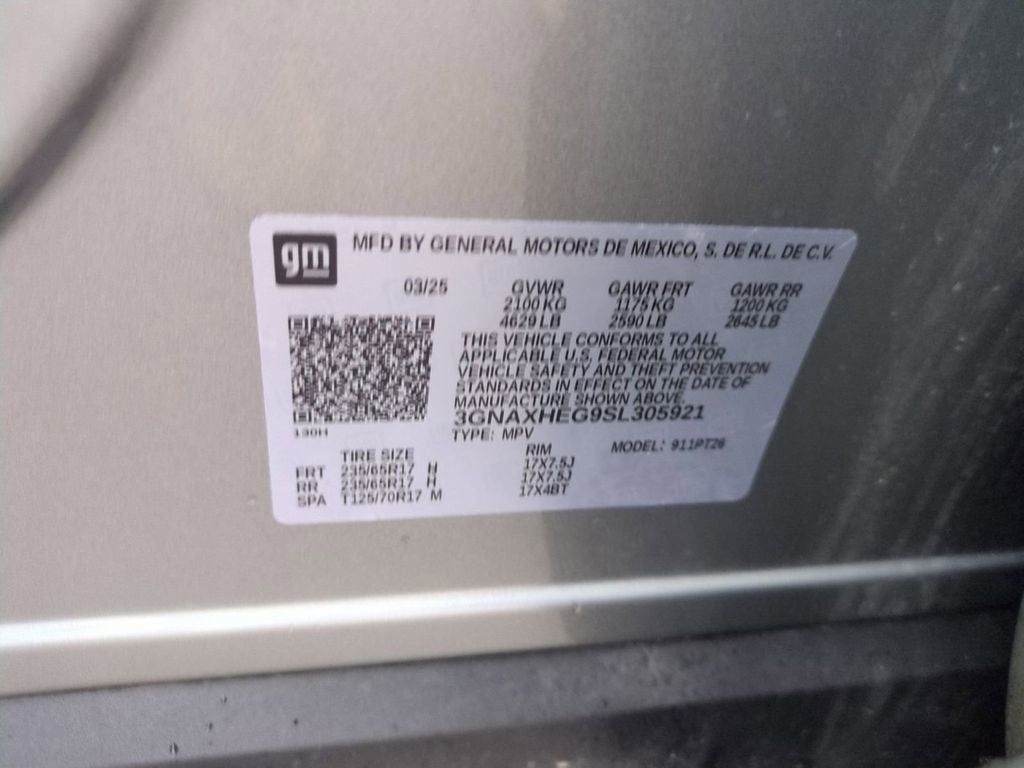 gm MFD BY GENERAL MOTORS DE MEXICO, S. DE R.L. DE C.V.
03/25 GVWR GAWR FRT GAWR RR
2100 KG 1175 KG 1200 KG
4629 LB 2590 LB 2645 LB
THIS VEHICLE CONFORMS TO ALL
APPLICABLE U.S. FEDERAL MOTOR
VEHICLE SAFETY AND THEFT PREVENTION
STANDARDS IN EFFECT ON THE DATE OF
MANUFACTURE SHOWN ABOVE.
3GNAXHEG9SL305921
130H TYPE: MPV MODEL: 911PT26
TIRE SIZE RIM
FRT 235/65R17 H 17X7.5J
RR 235/65R17 H 17X7.5J
SPA T125/70R17 M 17X4BT